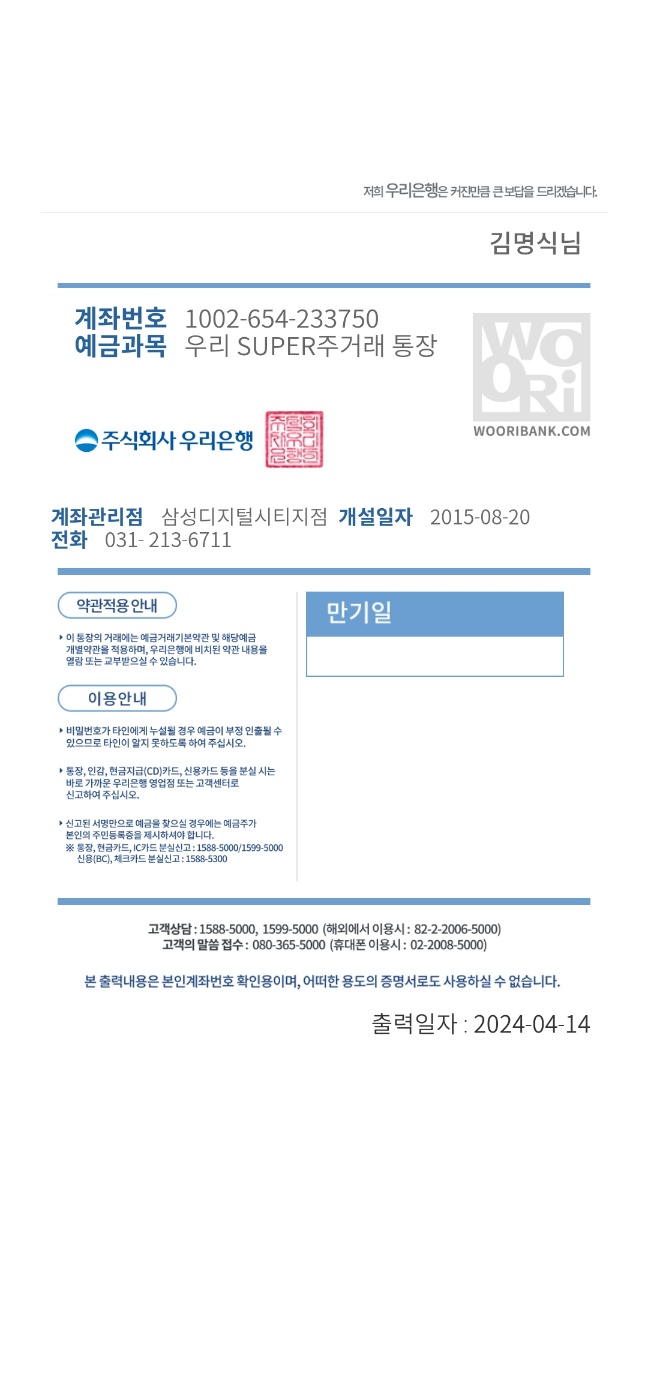 저희 우리은행은 커진만큼 큰 보답을 드리겠습니다.
김명식님
계좌번호 1002-654-233750
예금과목 우리 SUPER주거래 통장
WOORi
WOORIBANK.COM
주식회사 우리은행
계좌관리점 삼성디지털시티지점 개설일자 2015-08-20
전화 031- 213-6711
약관적용 안내
이 통장의 거래에는 예금거래기본약관 및 해당예금
개별약관을 적용하며, 우리은행에 비치된 약관 내용을
열람 또는 교부받으실 수 있습니다.
이용안내
비밀번호가 타인에게 누설될 경우 예금이 부정 인출될 수
있으므로 타인이 알지 못하도록 하여 주십시오.
통장, 인감, 현금지급(CD)카드, 신용카드 등을 분실 시는
바로 가까운 우리은행 영업점 또는 고객센터로
신고하여 주십시오.
신고된 서명만으로 예금을 찾으실 경우에는 예금주가
본인의 주민등록증을 제시하셔야 합니다.
※ 통장, 현금카드, IC카드 분실신고 : 1588-5000/1599-5000
신용(BC), 체크카드 분실신고 : 1588-5300
만기일
고객상담 : 1588-5000, 1599-5000 (해외에서 이용시 : 82-2-2006-5000)
고객의 말씀 접수 : 080-365-5000 (휴대폰 이용시 : 02-2008-5000)
본 출력내용은 본인계좌번호 확인용이며, 어떠한 용도의 증명서로도 사용하실 수 없습니다.
출력일자 : 2024-04-14